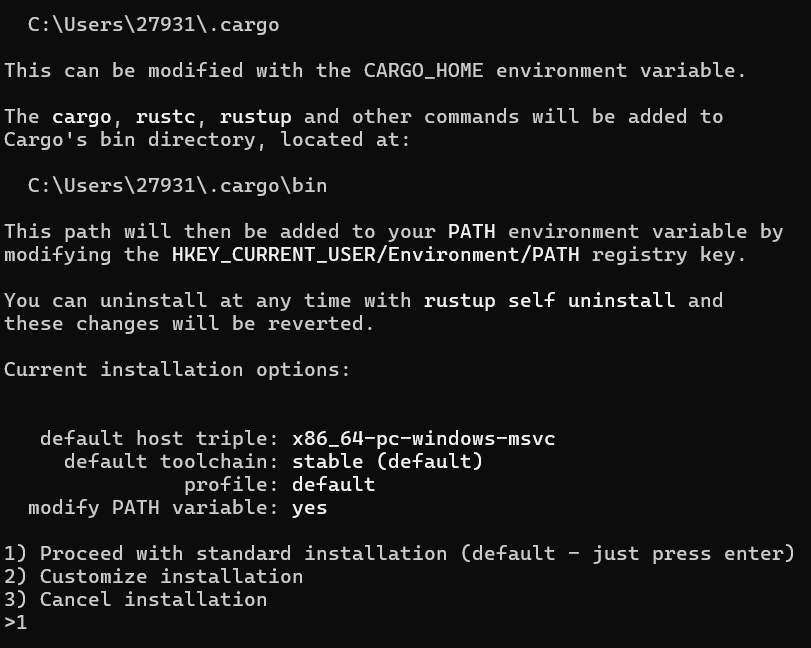 C:\Users\27931\.cargo
This can be modified with the CARGO_HOME environment variable.
The cargo, rustc, rustup and other commands will be added to
Cargo's bin directory, located at:
C:\Users\27931\.cargo\bin
This path will then be added to your PATH environment variable by
modifying the HKEY_CURRENT_USER/Environment/PATH registry key.
You can uninstall at any time with rustup self uninstall and
these changes will be reverted.
Current installation options:
default host triple: x86_64-pc-windows-msvc
default toolchain: stable (default)
profile: default
modify PATH variable: yes
1) Proceed with standard installation (default - just press enter)
2) Customize installation
3) Cancel installation
>1